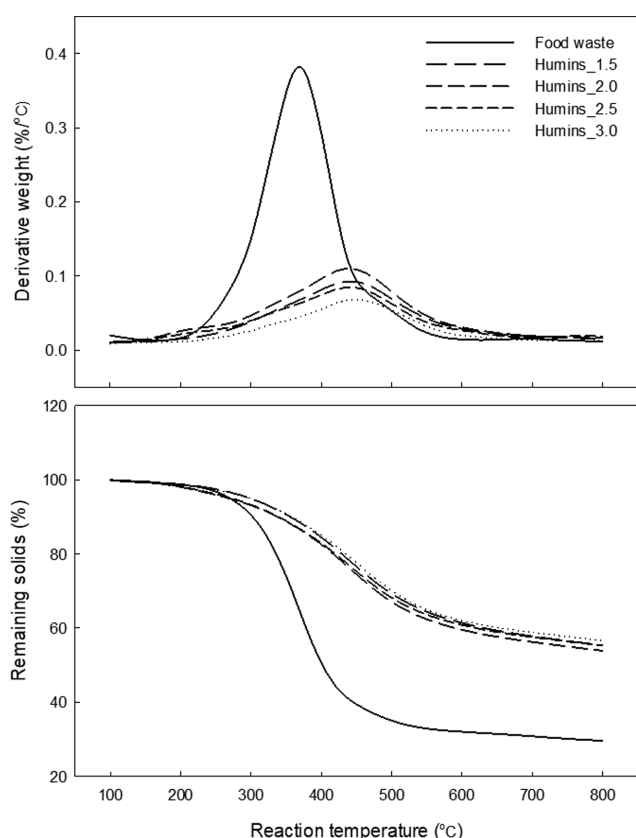 0.4
0.3
0.2
0.1
0.0
Derivative weight (%/°C)
Food waste
Humins_1.5
Humins_2.0
Humins_2.5
Humins_3.0
120
100
80
60
40
20
Remaining solids (%)
100 200 300 400 500 600 700 800
Reaction temperature (°C)